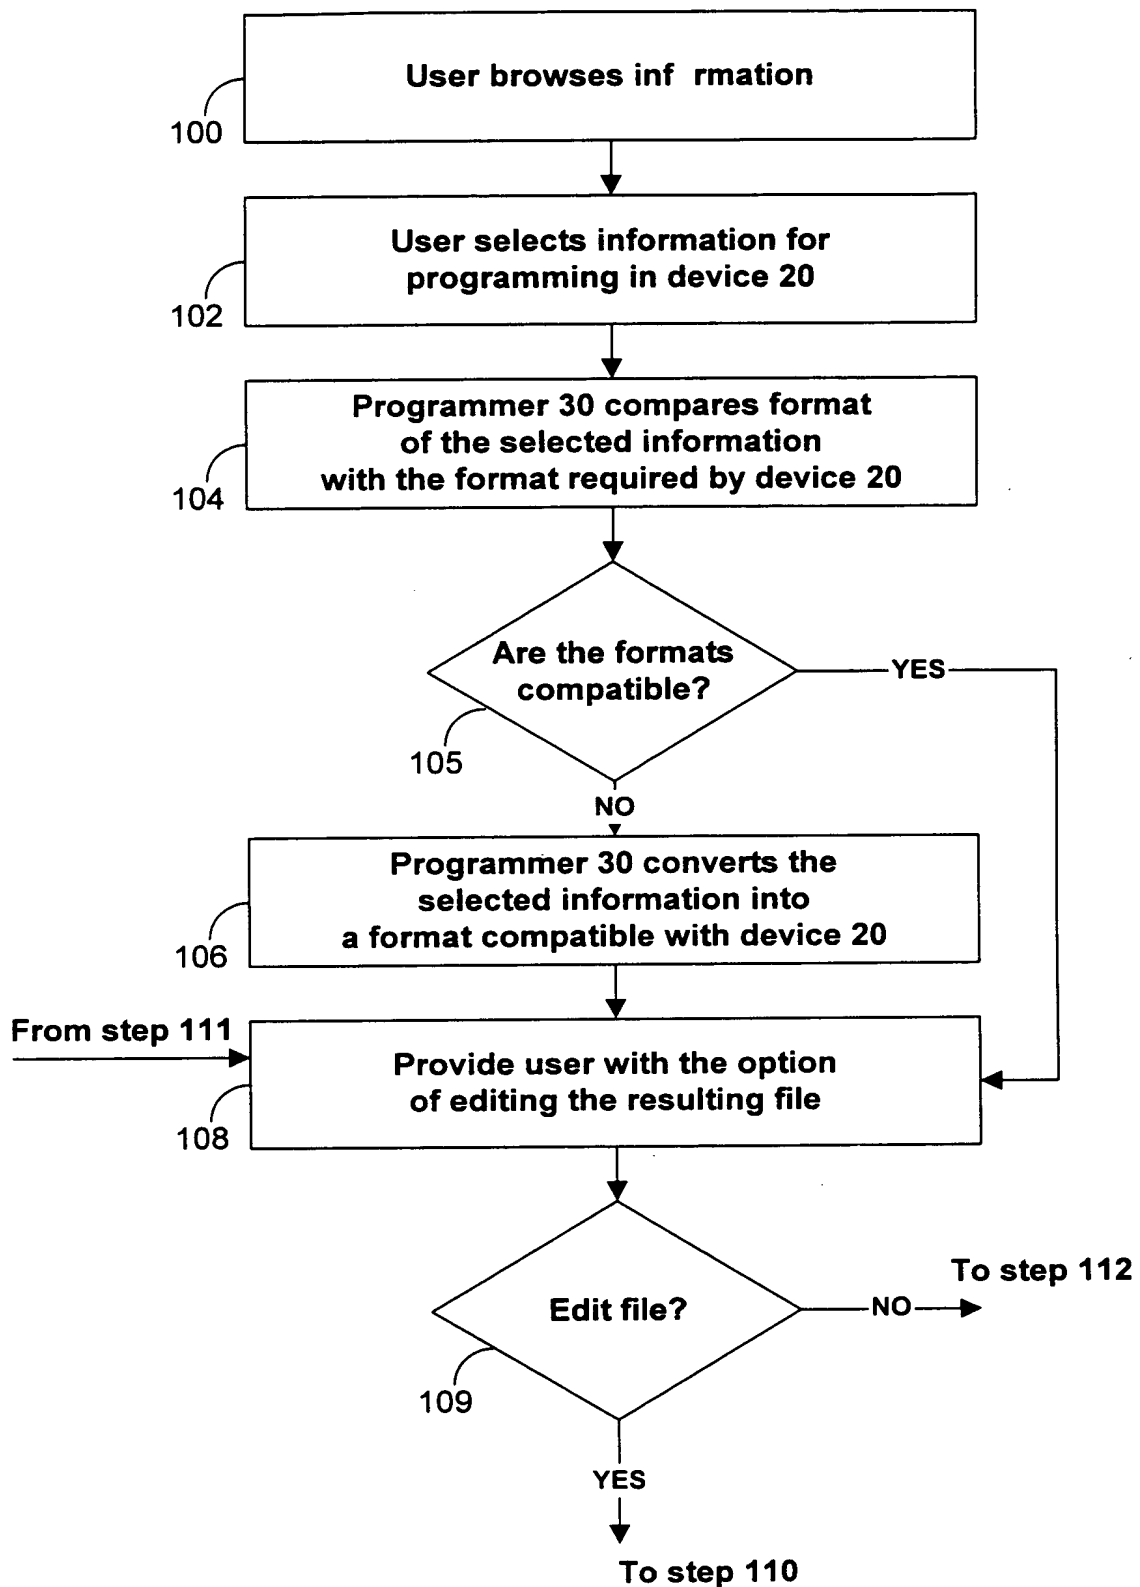 User browses inf rmation
100
User selects information for
programming in device 20
102
Programmer 30 compares format
of the selected information
with the format required by device 20
104
Are the formats
compatible?
YES
105
NO
Programmer 30 converts the
selected information into
a format compatible with device 20
106
From step 111
Provide user with the option
of editing the resulting file
108
To step 112
Edit file?
NO
109
YES
To step 110